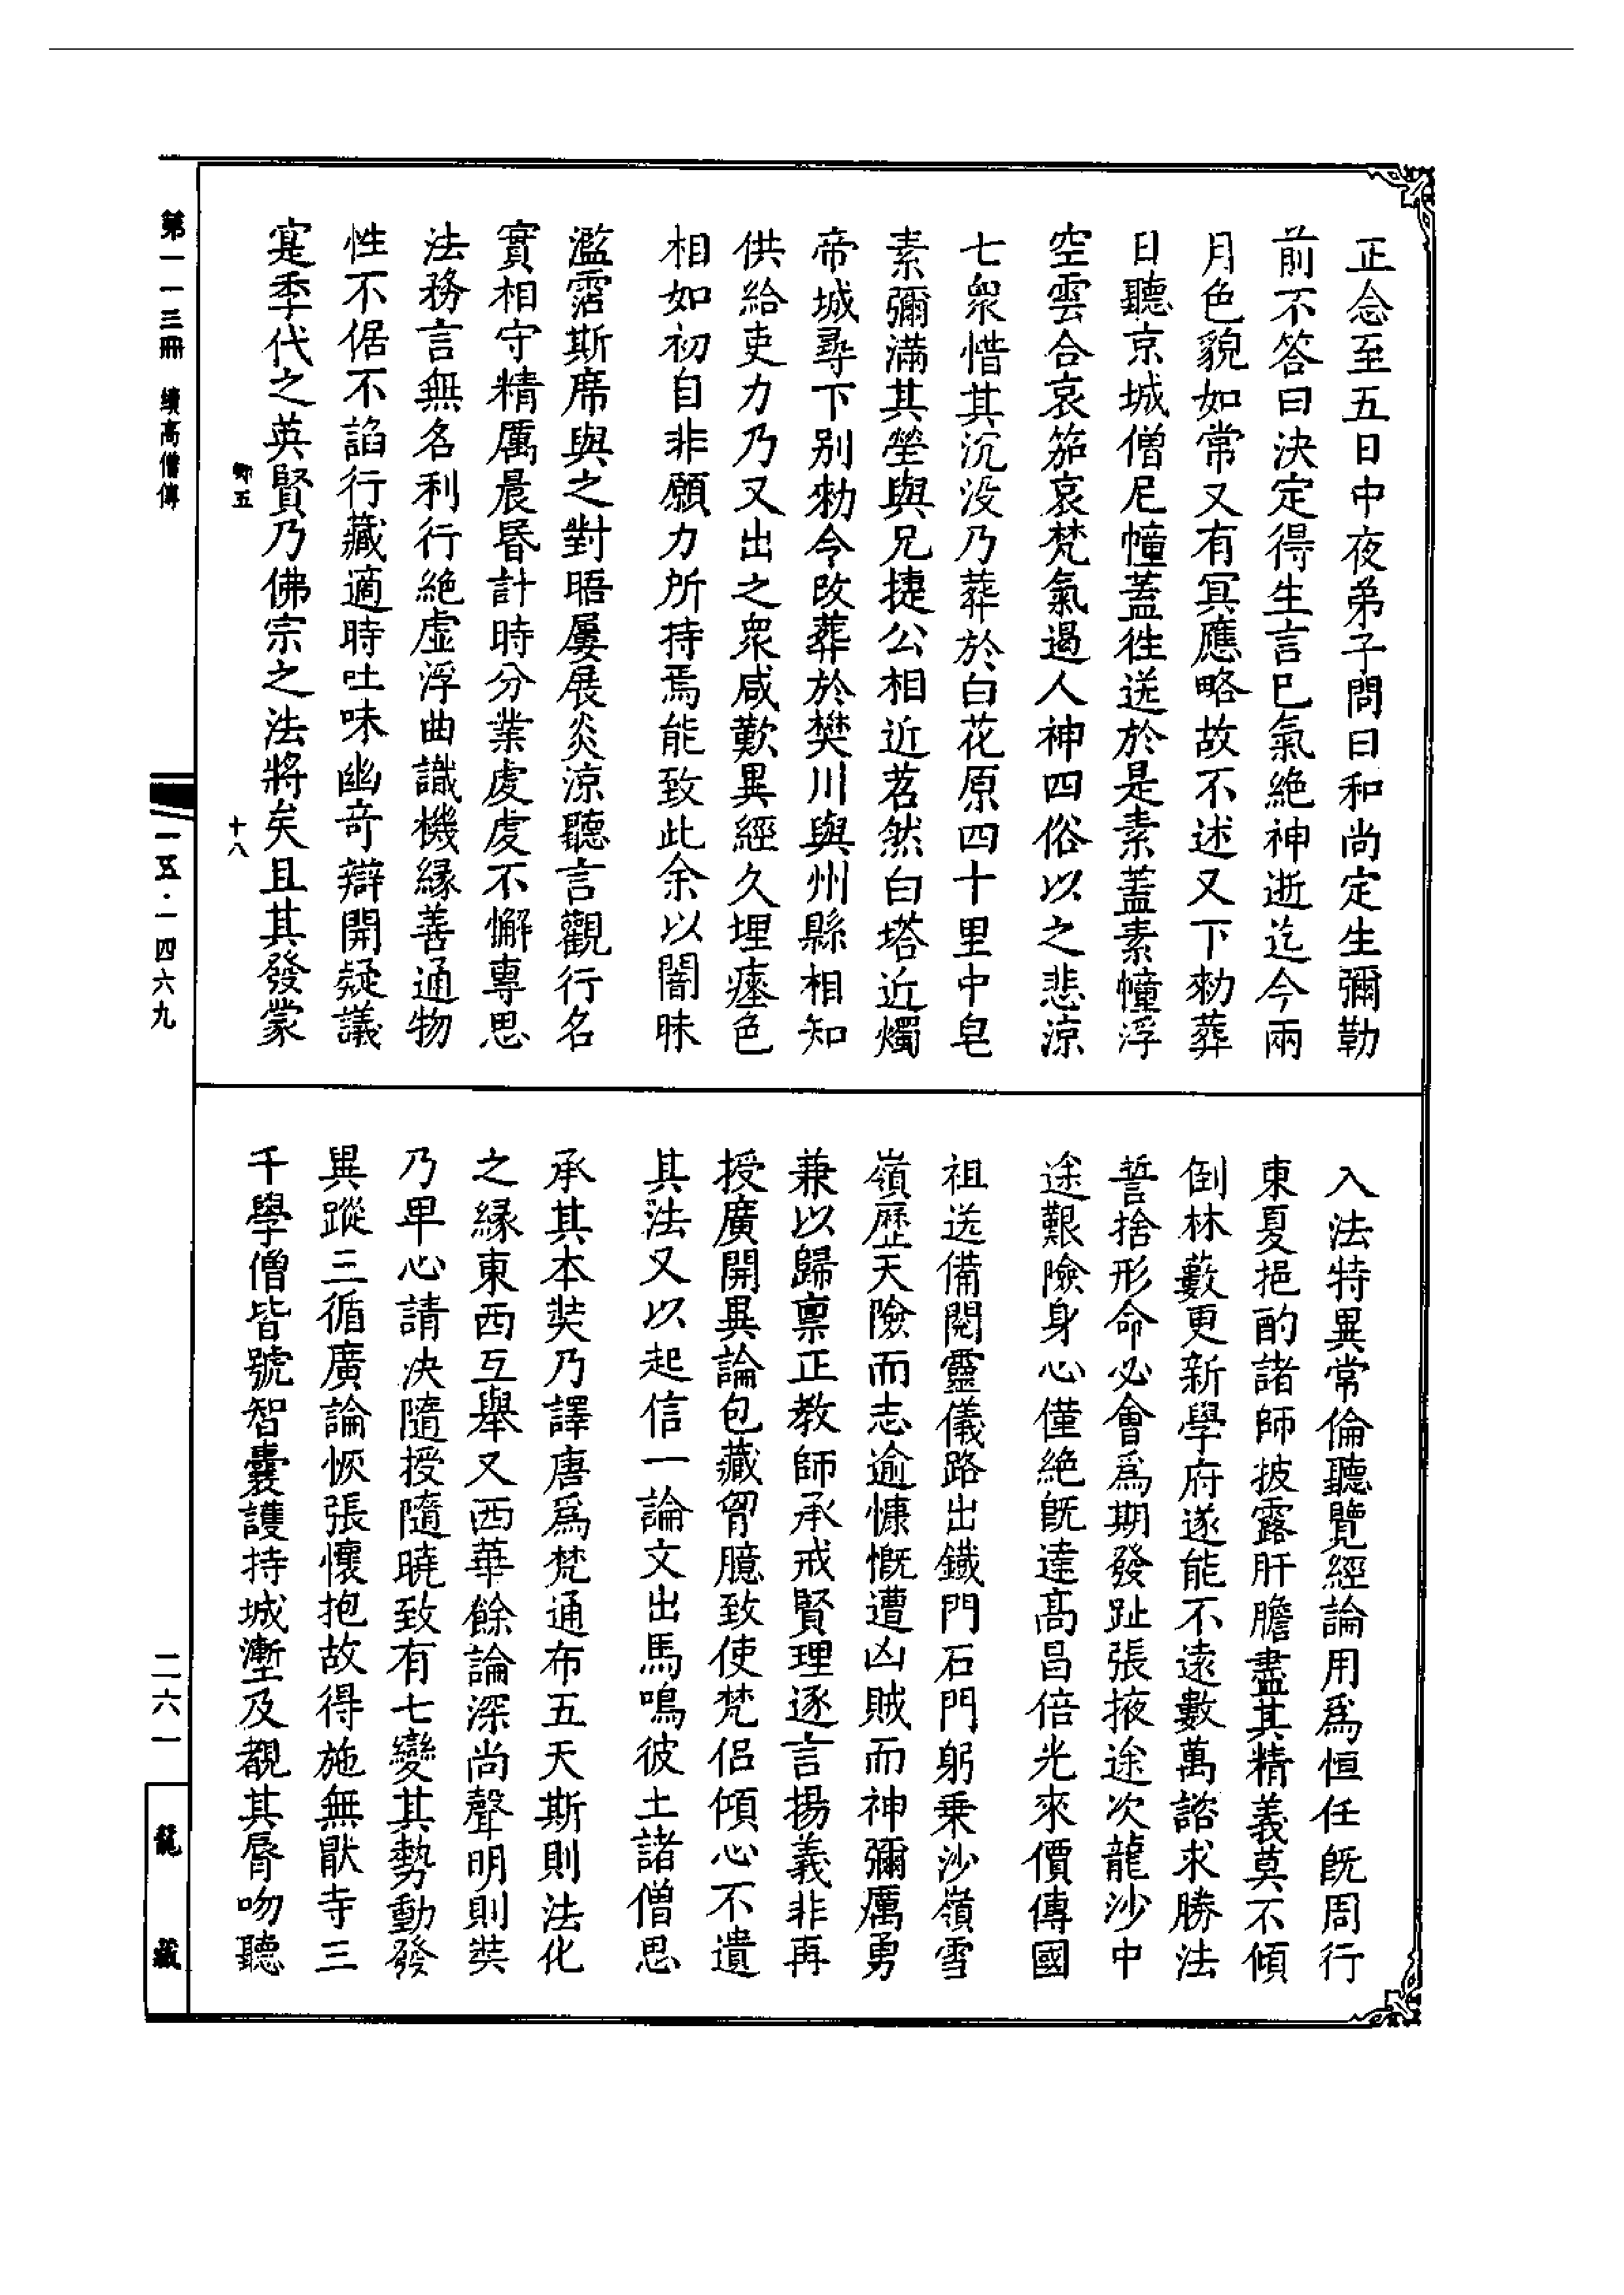 正念至五日中夜弟子問曰和尚定生彌勒
前不答曰決定得生言已氣絕神逝迄今兩
月色貌如常又有冥應略故不述又下勑葬
日聽京城僧尼幢蓋往送於是素蓋素幢浮
空雲合哀笳哀梵氣遏人神四俗以之悲涼
七衆惜其沉没乃葬於白花原四十里中皂
素彌滿其塋與兄捷公相近苕然白塔近燭
帝城尋下别勑令改葬於樊川與州縣相知
供給吏力乃又出之衆咸歎異經久埋瘞色
相如初自非願力所持焉能致此余以闇昧
濫霑斯席與之對晤屢展炎涼聽言觀行名
實相守精厲晨昏計時分業虔虔不懈專思
法務言無名利行絶虛浮曲識機緣善通物
性不倨不諂行藏適時吐味幽奇辯開疑議
寔季代之英賢乃佛宗之法將矣且其發蒙
入法特異常倫聽覽經論用爲恒任既周行
東夏挹酌諸師披露肝膽盡其精義莫不傾
倒林藪更新學府遂能不遠數萬諮求勝法
誓捨形命必會爲期發趾張掖途次龍沙中
途艱險身心僅絶既達高昌倍光來價傳國
祖送備閱靈儀路出鐵門石門躬乗沙嶺雪
嶺歷天險而志逾慷慨遭凶賊而神彌厲勇
兼以歸禀正教師承戒賢理逐言揚義非再
授廣開異論包藏胷臆致使梵侣傾心不遺
其法又以起信一論文出馬鳴彼土諸僧思
承其本奘乃譯唐爲梵通布五天斯則法化
之緣東西互舉又西華餘論深尚聲明則奘
乃卑心請決隨授隨曉致有七變其勢動發
異蹤三循廣論恢張懷抱故得施無猒寺三
千學僧皆號智囊護持城塹及覩其脣吻聽
第一一三冊 續高僧傳
卿五
十八
一五·一四六九
二六一
龍藏